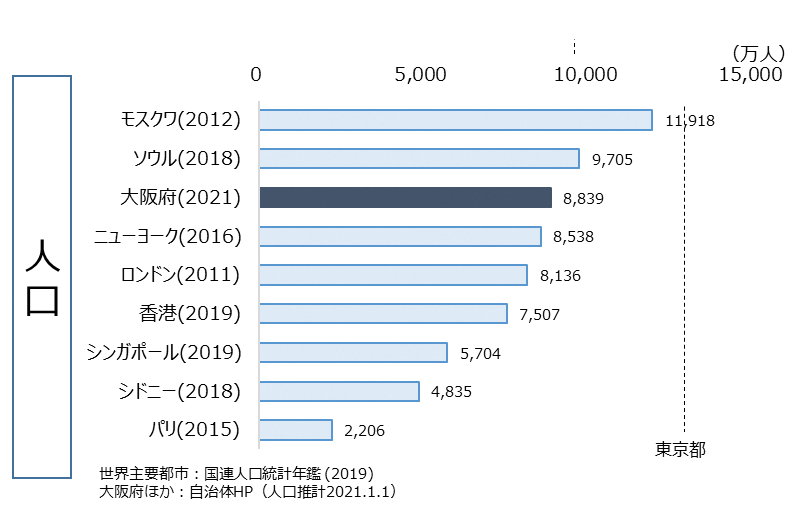 (万人)
0 5,000 10,000 15,000
人口
モスクワ(2012) 11,918
ソウル(2018) 9,705
大阪府(2021) 8,839
ニューヨーク(2016) 8,538
ロンドン(2011) 8,136
香港(2019) 7,507
シンガポール(2019) 5,704
シドニー(2018) 4,835
パリ(2015) 2,206
東京都
世界主要都市：国連人口統計年鑑(2019)
大阪府ほか：自治体HP（人口推計2021.1.1）